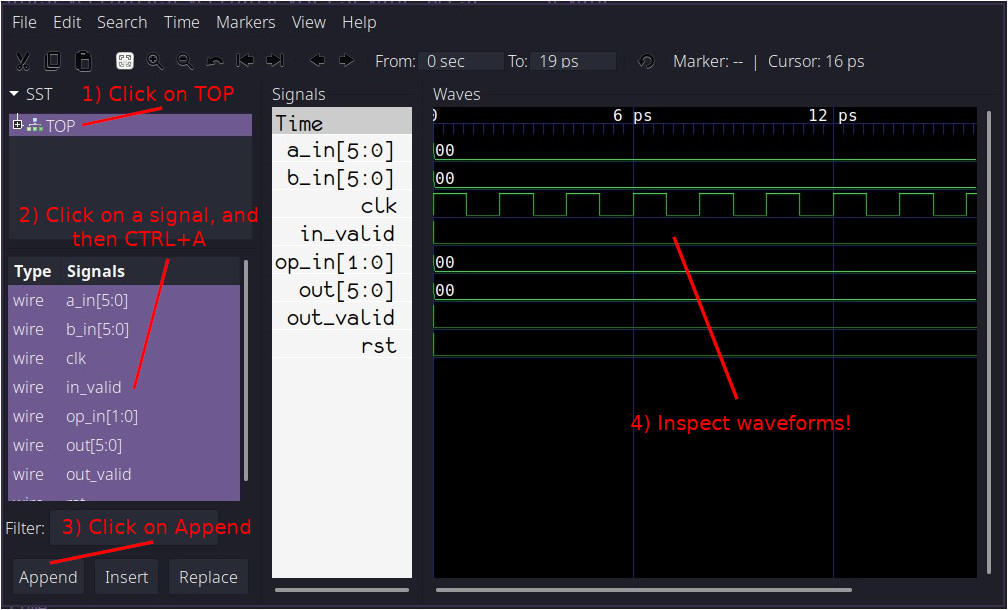 File Edit Search Time Markers View Help
From: 0 sec To: 19 ps Marker: -- | Cursor: 16 ps
SST
1) Click on TOP
TOP
2) Click on a signal, and
then CTRL+A
Type Signals
wire a_in[5:0]
wire b_in[5:0]
wire clk
wire in_valid
wire op_in[1:0]
wire out[5:0]
wire out_valid
wire rst
Filter:
3) Click on Append
Append Insert Replace
Signals
Time
a_in[5:0]
b_in[5:0]
clk
in_valid
op_in[1:0]
out[5:0]
out_valid
rst
Waves
0 6 ps 12 ps
00
00
00
00
4) Inspect waveforms!